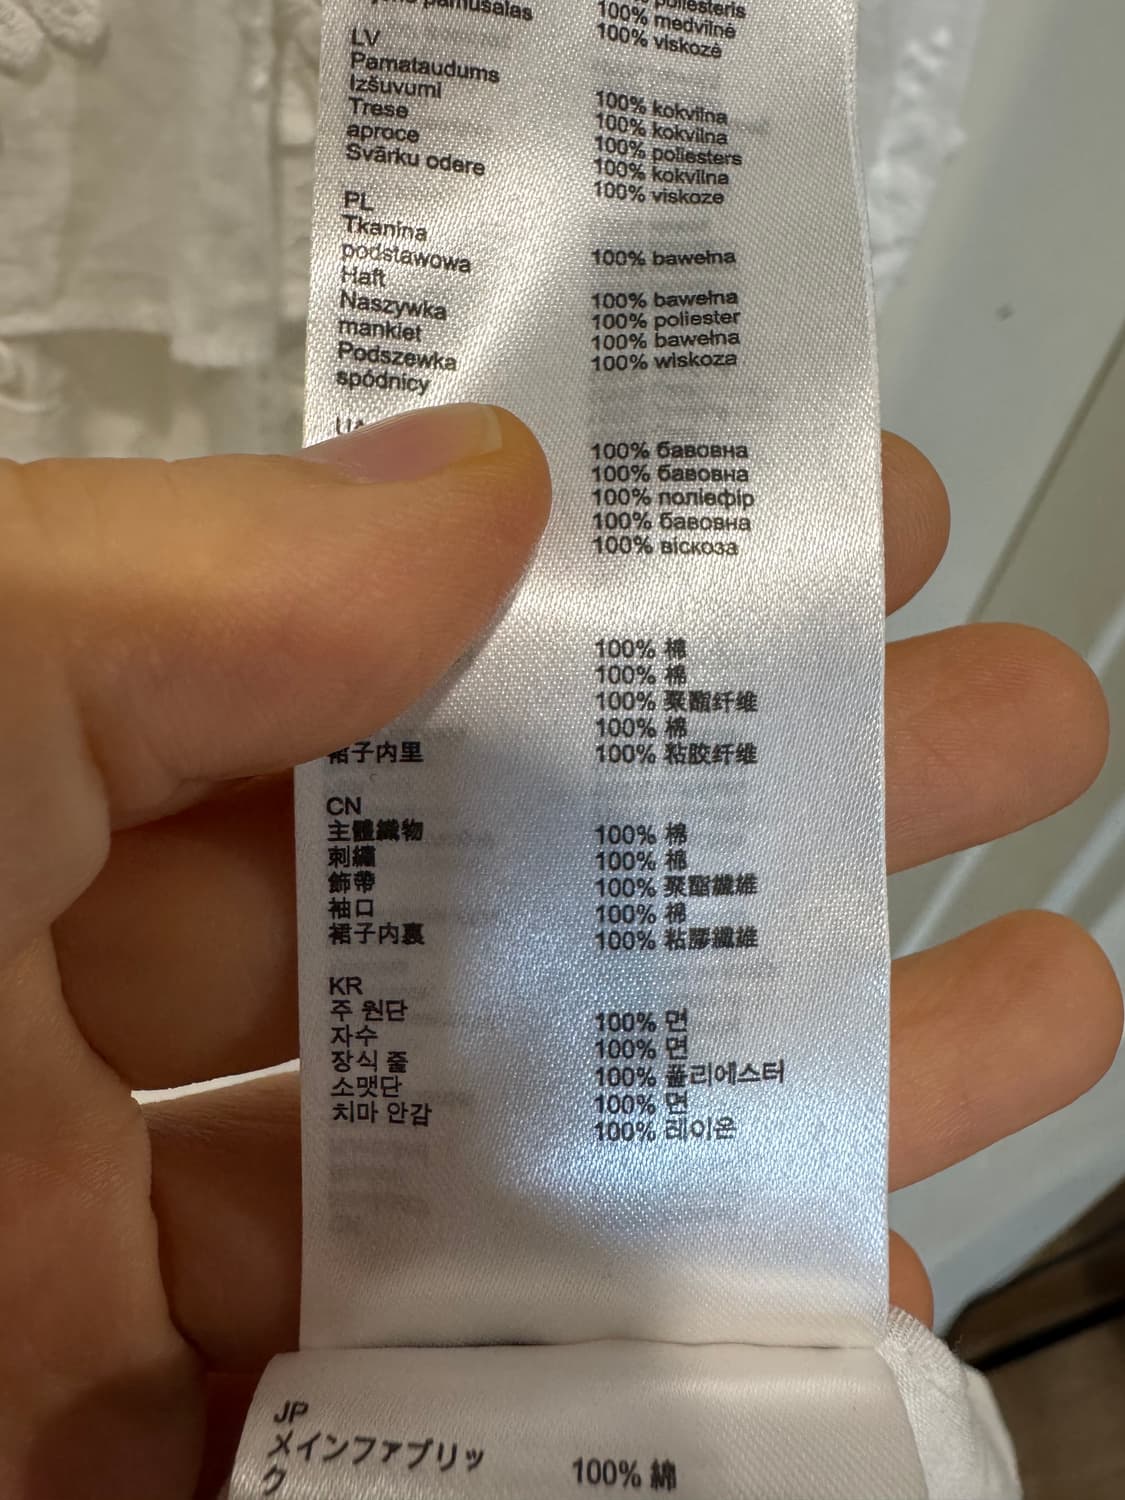 pamušalas
100% poliesteris
100% medvilnė
100% viskozė
LV
Pamataudums 100% kokvilna
Izšuvumi 100% kokvilna
Trese 100% poliesters
aproce 100% kokvilna
Svārku odere 100% viskoze
PL
Tkanina
podstawowa 100% bawełna
Haft 100% bawełna
Naszywka 100% poliester
mankiet 100% bawełna
Podszewka 100% wiskoza
spódnicy
100% бавовна
100% бавовна
100% поліефір
100% бавовна
100% віскоза
100% 棉
100% 棉
100% 聚酯纤维
100% 棉
裙子内里 100% 粘胶纤维
CN
主體織物 100% 棉
刺繡 100% 棉
飾帶 100% 聚酯纖維
袖口 100% 棉
裙子內裏 100% 粘膠纖維
KR
주 원단 100% 면
자수 100% 면
장식 줄 100% 폴리에스터
소맷단 100% 면
치마 안감 100% 레이온
JP
メインファブリッ
ク 100% 綿